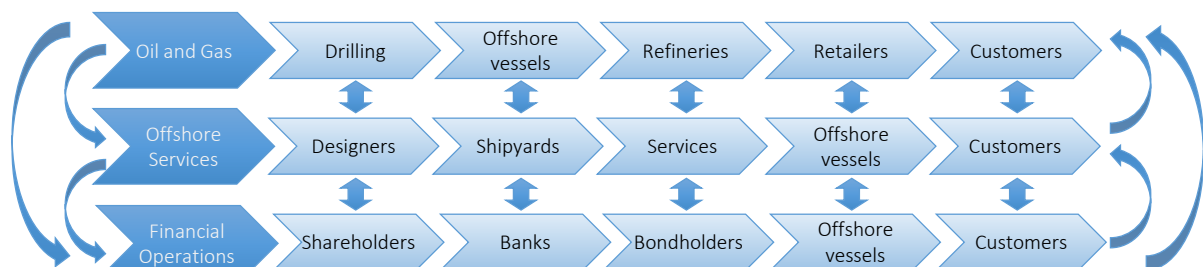 Oil and Gas
Drilling
Offshore
vessels
Refineries
Retailers
Customers
Offshore
Services
Designers
Shipyards
Services
Offshore
vessels
Customers
Financial
Operations
Shareholders
Banks
Bondholders
Offshore
vessels
Customers